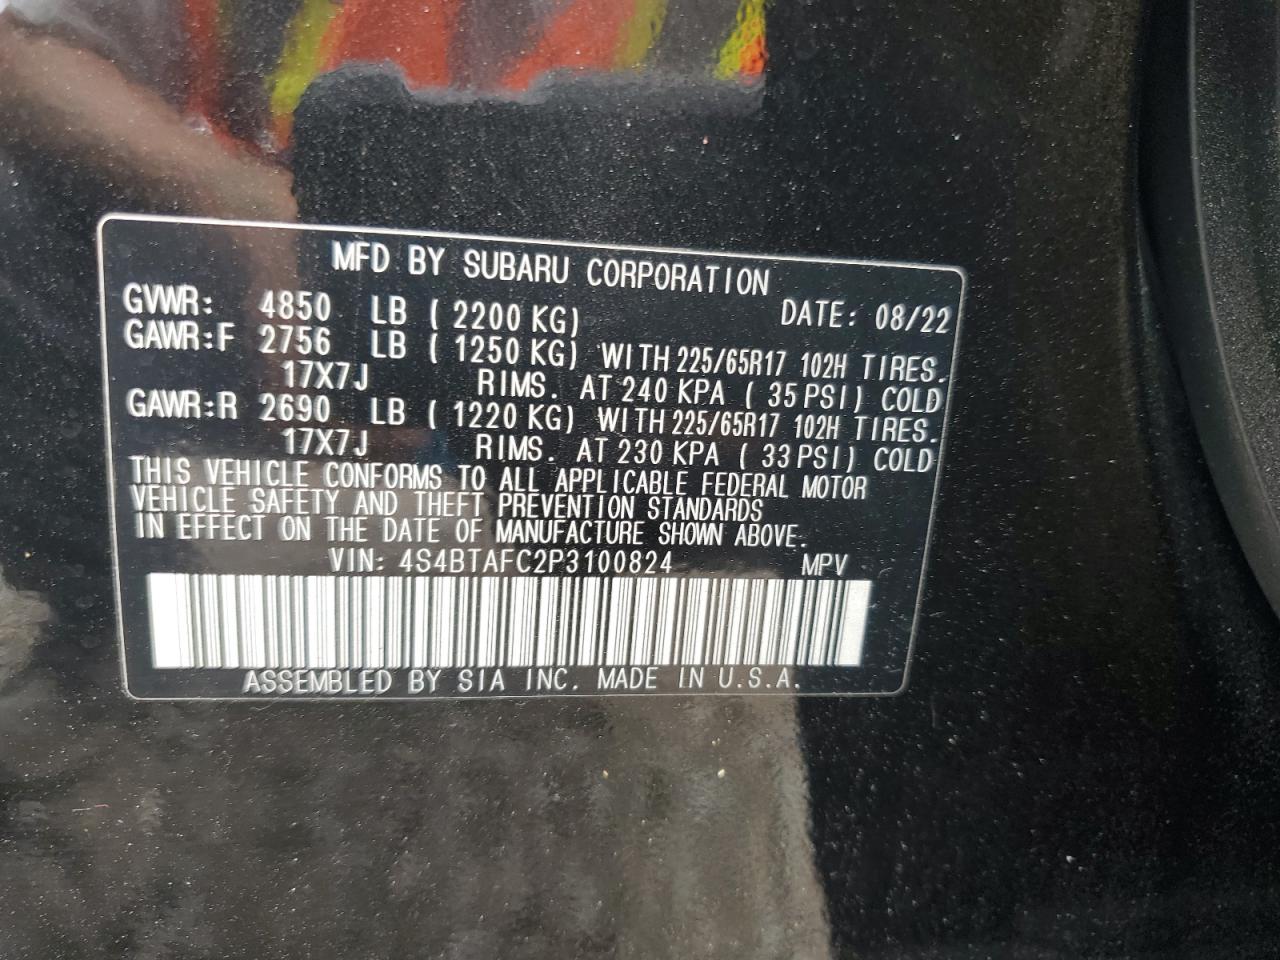 MFD BY SUBARU CORPORATION
GVWR: 4850 LB ( 2200 KG) DATE: 08/22
GAWR:F 2756 LB ( 1250 KG) WITH 225/65R17 102H TIRES.
17X7J RIMS. AT 240 KPA ( 35 PSI) COLD
GAWR:R 2690 LB ( 1220 KG) WITH 225/65R17 102H TIRES.
17X7J RIMS. AT 230 KPA ( 33 PSI) COLD
THIS VEHICLE CONFORMS TO ALL APPLICABLE FEDERAL MOTOR
VEHICLE SAFETY AND THEFT PREVENTION STANDARDS
IN EFFECT ON THE DATE OF MANUFACTURE SHOWN ABOVE.
VIN: 4S4BTAFC2P3100824 MPV
ASSEMBLED BY SIA INC. MADE IN U.S.A.